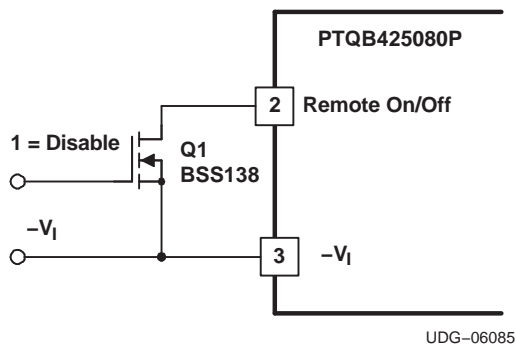 PTQB425080P
2 Remote On/Off
1 = Disable
Q1
BSS138
−VI
3 −VI
UDG−06085